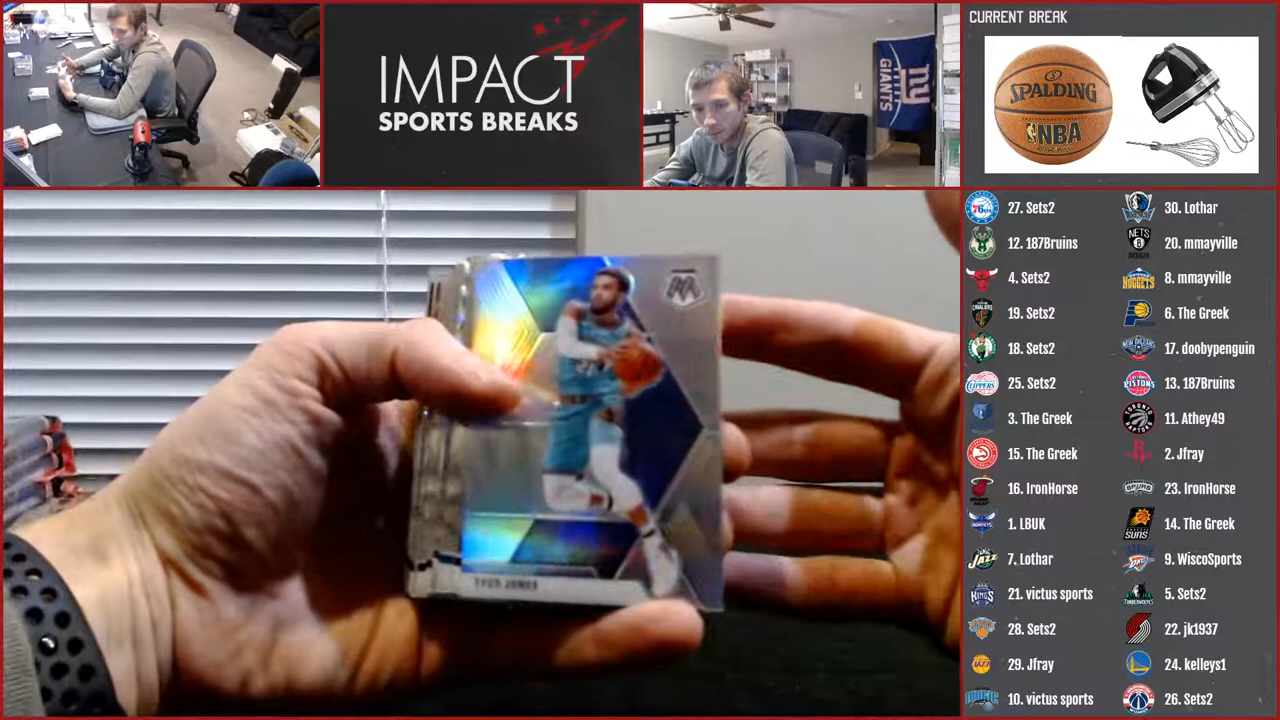 IMPACT
SPORTS BREAKS
NY
GIANTS
CURRENT BREAK
SPALDING
NBA
27. Sets2
30. Lothar
12. 187Bruins
20. mmayville
4. Sets2
8. mmayville
19. Sets2
6. The Greek
18. Sets2
17. doobypenguin
25. Sets2
13. 187Bruins
3. The Greek
11. Athey49
15. The Greek
2. Jfray
16. IronHorse
23. IronHorse
1. LBUK
14. The Greek
7. Lothar
9. WiscoSports
21. victus sports
5. Sets2
28. Sets2
22. jk1937
29. Jfray
24. kelleys1
10. victus sports
26. Sets2
TYUS JONES